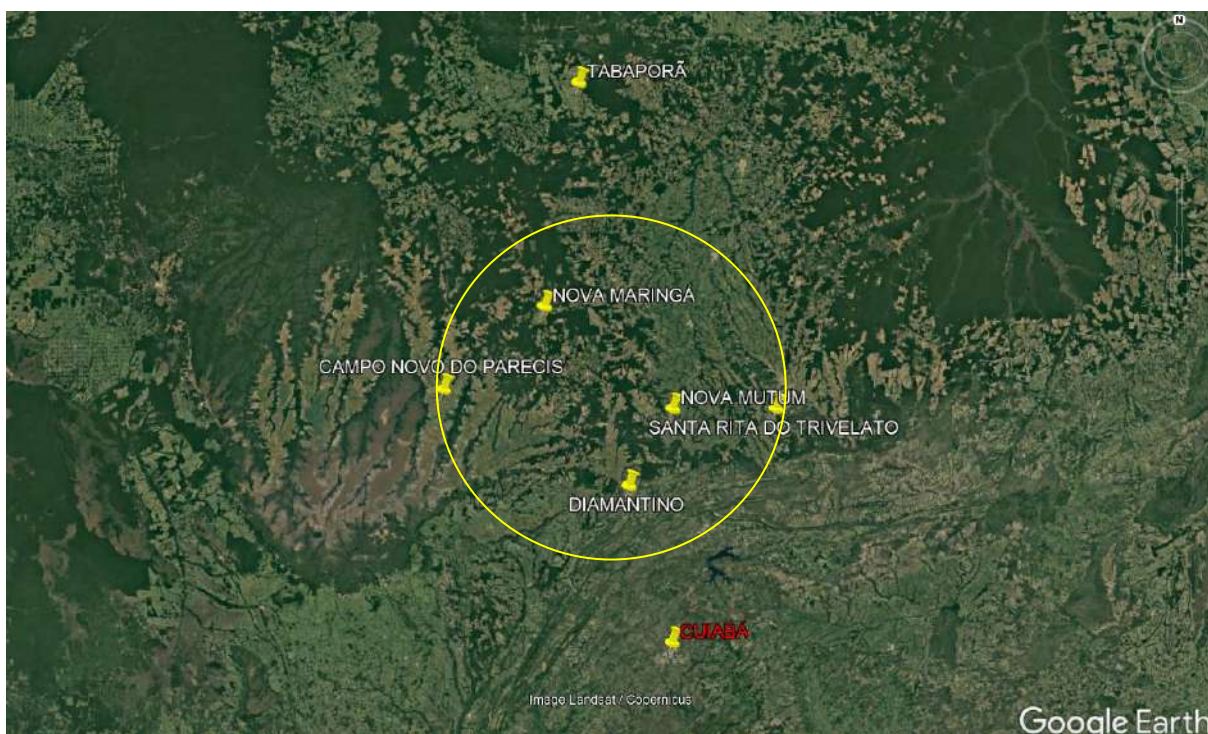 N
TABAPORÃ
NOVA MARINGÁ
CAMPO NOVO DO PARECIS
NOVA MUTUM
SANTA RITA DO TRIVELATO
DIAMANTINO
CUIABÁ
Image Landsat / Copernicus
Google Earth